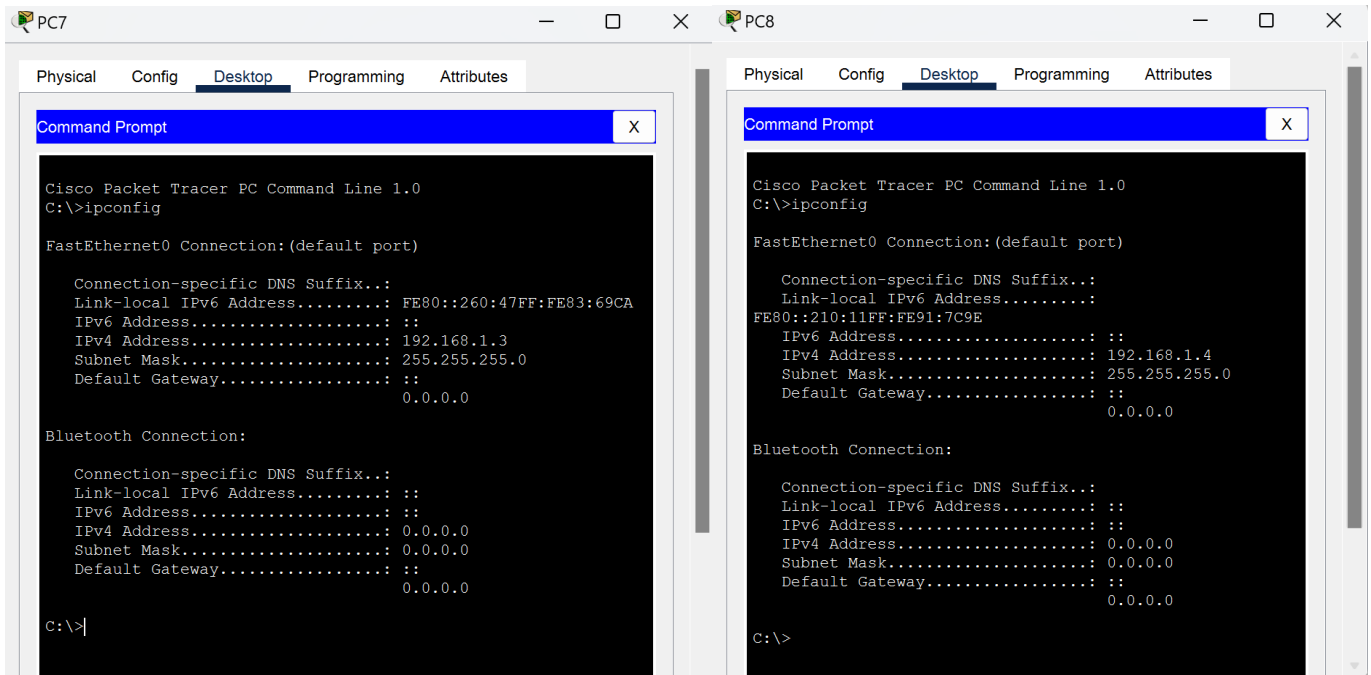 PC7
Physical Config Desktop Programming Attributes
Command Prompt
X
Cisco Packet Tracer PC Command Line 1.0
C:\>ipconfig
FastEthernet0 Connection:(default port)
Connection-specific DNS Suffix..:
Link-local IPv6 Address.........: FE80::260:47FF:FE83:69CA
IPv6 Address....................: ::
IPv4 Address....................: 192.168.1.3
Subnet Mask.....................: 255.255.255.0
Default Gateway.................: ::
0.0.0.0
Bluetooth Connection:
Connection-specific DNS Suffix..:
Link-local IPv6 Address.........: ::
IPv6 Address....................: ::
IPv4 Address....................: 0.0.0.0
Subnet Mask.....................: 0.0.0.0
Default Gateway.................: ::
0.0.0.0
C:\>
PC8
Physical Config Desktop Programming Attributes
Command Prompt
X
Cisco Packet Tracer PC Command Line 1.0
C:\>ipconfig
FastEthernet0 Connection:(default port)
Connection-specific DNS Suffix..:
Link-local IPv6 Address.........:
FE80::210:11FF:FE91:7C9E
IPv6 Address....................: ::
IPv4 Address....................: 192.168.1.4
Subnet Mask.....................: 255.255.255.0
Default Gateway.................: ::
0.0.0.0
Bluetooth Connection:
Connection-specific DNS Suffix..:
Link-local IPv6 Address.........: ::
IPv6 Address....................: ::
IPv4 Address....................: 0.0.0.0
Subnet Mask.....................: 0.0.0.0
Default Gateway.................: ::
0.0.0.0
C:\>